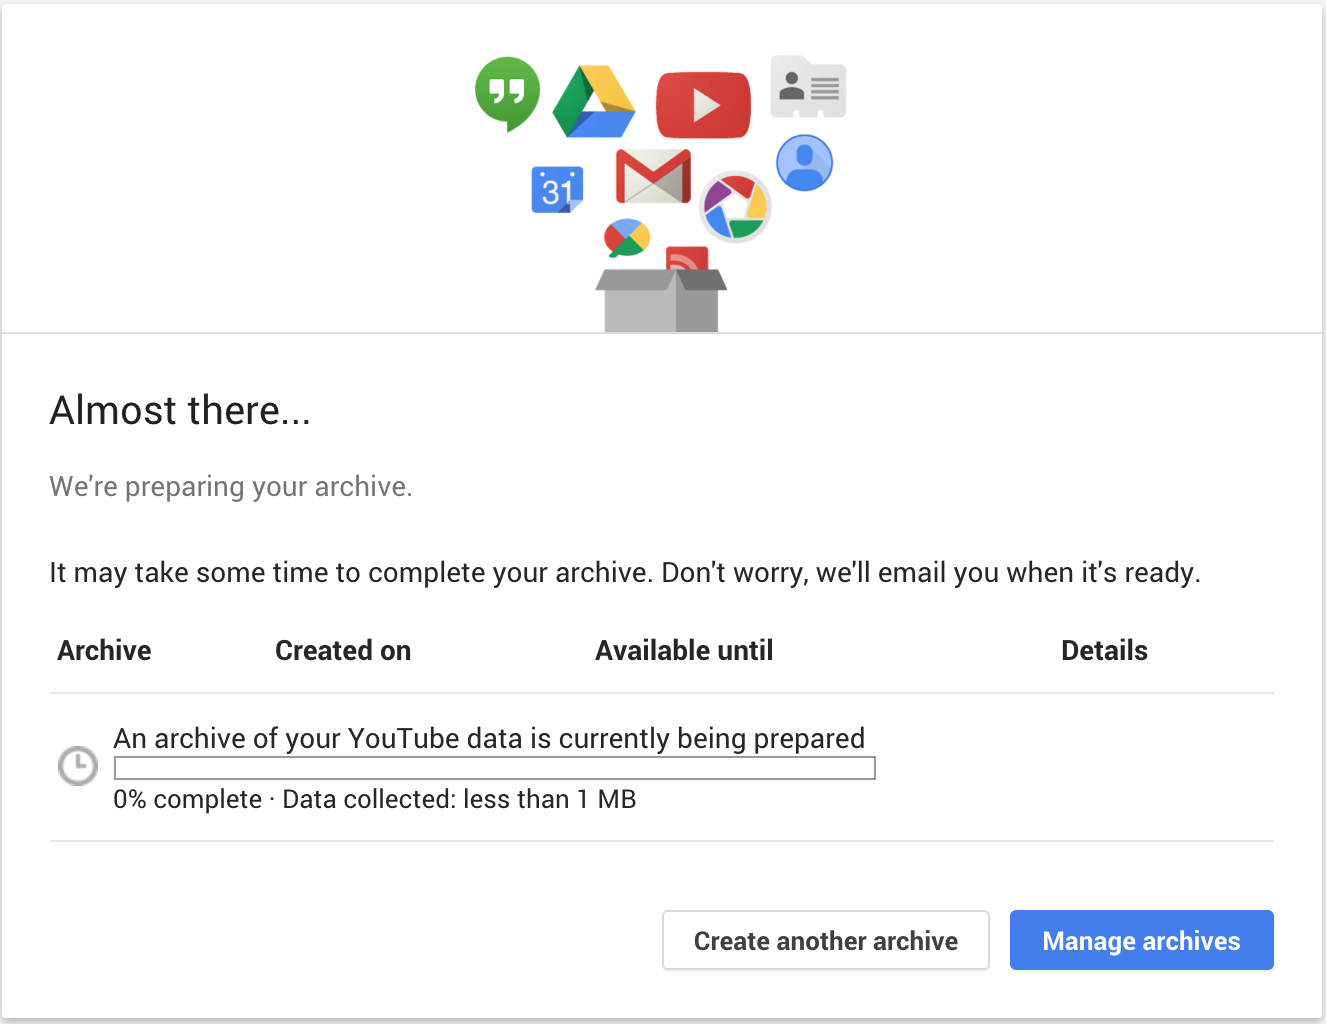 31
Almost there...
We're preparing your archive.
It may take some time to complete your archive. Don't worry, we'll email you when it's ready.
Archive Created on Available until Details
An archive of your YouTube data is currently being prepared
0% complete · Data collected: less than 1 MB
Create another archive Manage archives